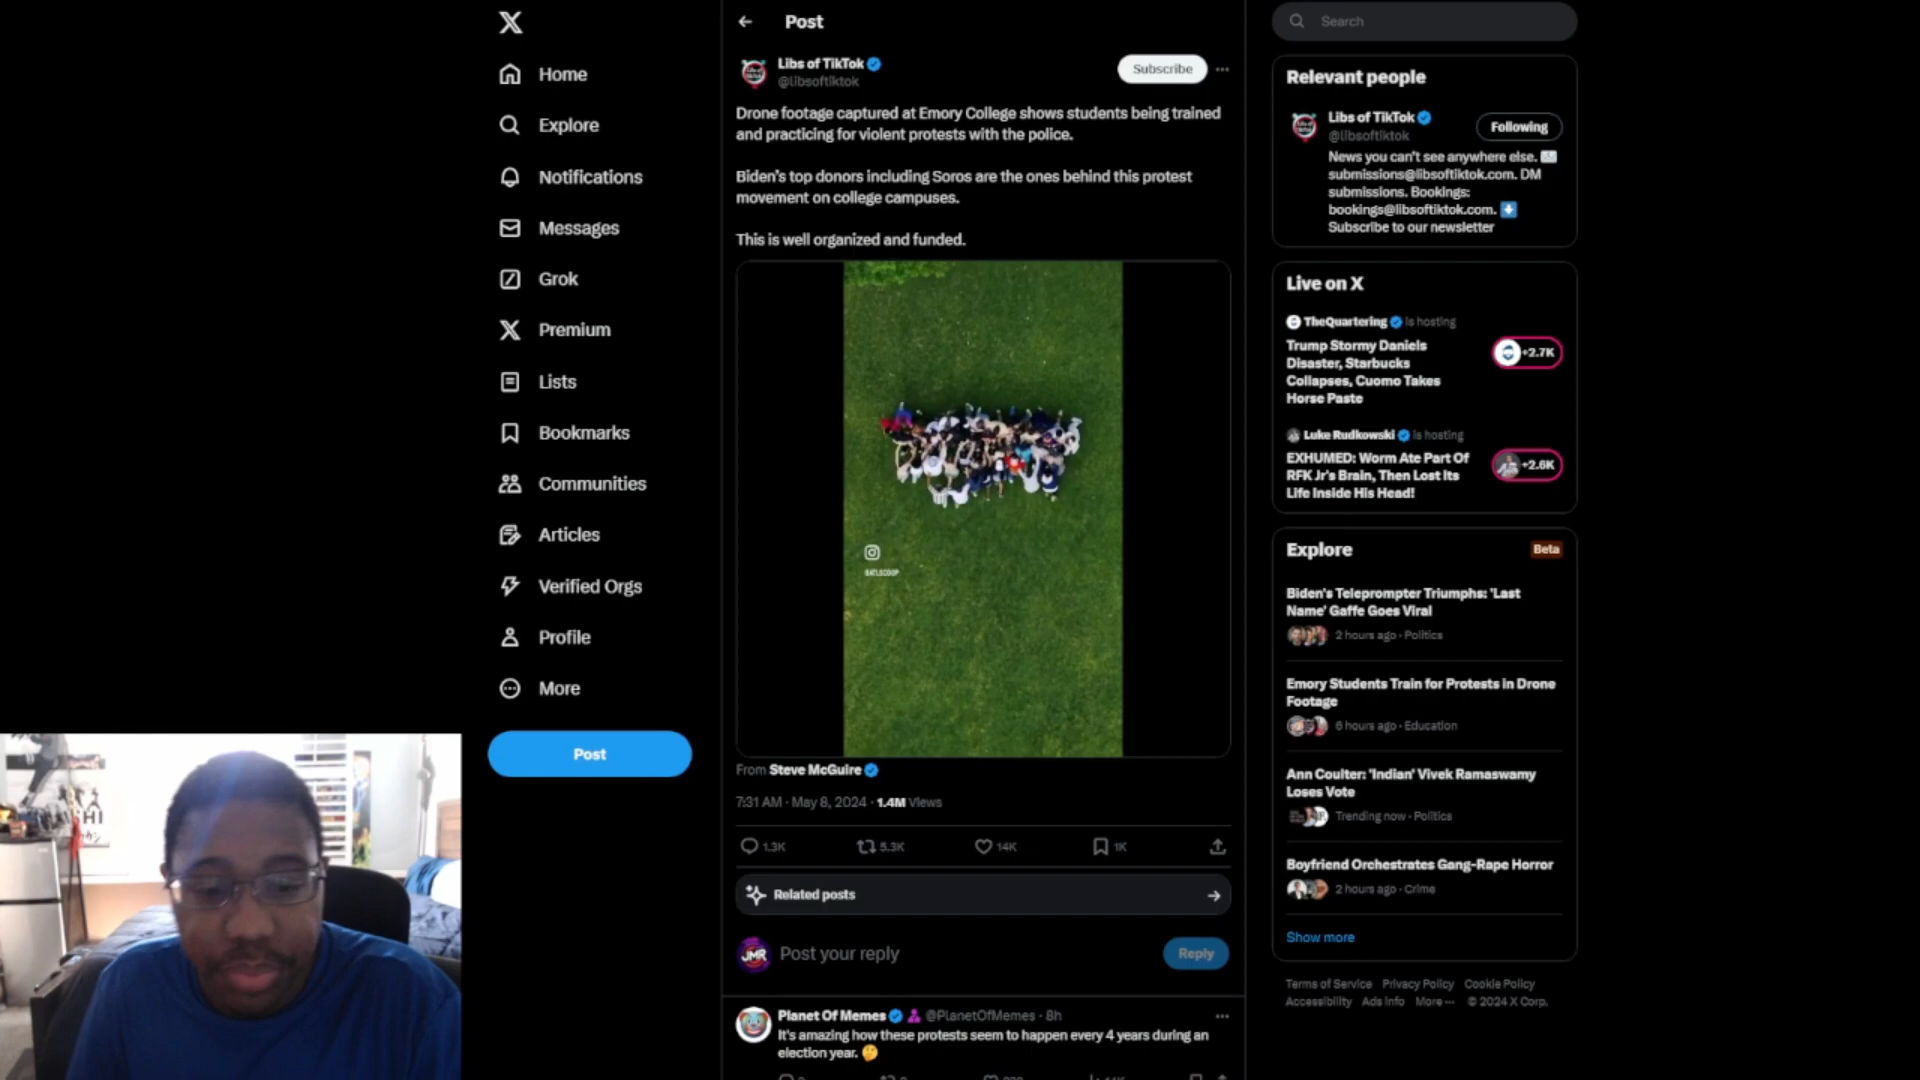 Home
Explore
Notifications
Messages
Grok
Premium
Lists
Bookmarks
Communities
Articles
Verified Orgs
Profile
More
Post
Post
Libs of TikTok
@libsoftiktok
Subscribe
Drone footage captured at Emory College shows students being trained
and practicing for violent protests with the police.
Biden's top donors including Soros are the ones behind this protest
movement on college campuses.
This is well organized and funded.
@ATLSCOOP
From Steve McGuire
7:31 AM · May 8, 2024 · 1.4M Views
1.3K 5.3K 14K 1K
Related posts
JMR
Post your reply
Reply
Planet Of Memes @PlanetOfMemes · 8h
It's amazing how these protests seem to happen every 4 years during an
election year.
Search
Relevant people
Libs of TikTok
@libsoftiktok
Following
News you can't see anywhere else.
submissions@libsoftiktok.com. DM
submissions. Bookings:
bookings@libsoftiktok.com.
Subscribe to our newsletter
Live on X
TheQuartering is hosting
Trump Stormy Daniels
Disaster, Starbucks
Collapses, Cuomo Takes
Horse Paste
+2.7K
Luke Rudkowski is hosting
EXHUMED: Worm Ate Part Of
RFK Jr's Brain, Then Lost Its
Life Inside His Head!
+2.6K
Explore
Beta
Biden's Teleprompter Triumphs: 'Last
Name' Gaffe Goes Viral
2 hours ago · Politics
Emory Students Train for Protests in Drone
Footage
6 hours ago · Education
Ann Coulter: 'Indian' Vivek Ramaswamy
Loses Vote
Trending now · Politics
Boyfriend Orchestrates Gang-Rape Horror
2 hours ago · Crime
Show more
Terms of Service Privacy Policy Cookie Policy
Accessibility Ads info More ··· © 2024 X Corp.